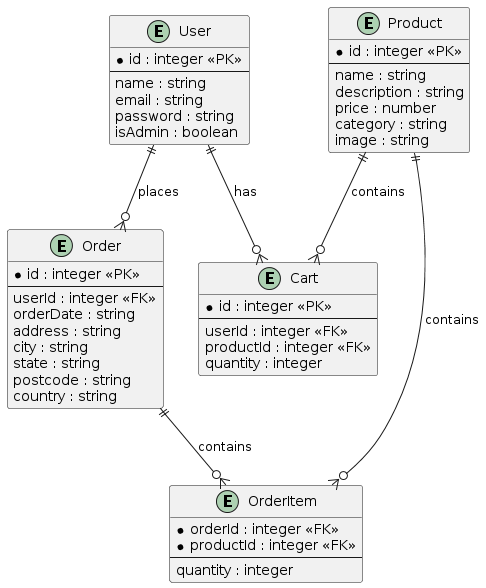 E User
* id : integer «PK»
name : string
email : string
password : string
isAdmin : boolean
E Product
* id : integer «PK»
name : string
description : string
price : number
category : string
image : string
places
has
contains
E Order
* id : integer «PK»
userId : integer «FK»
orderDate : string
address : string
city : string
state : string
postcode : string
country : string
E Cart
* id : integer «PK»
userId : integer «FK»
productId : integer «FK»
quantity : integer
contains
contains
E OrderItem
* orderId : integer «FK»
* productId : integer «FK»
quantity : integer